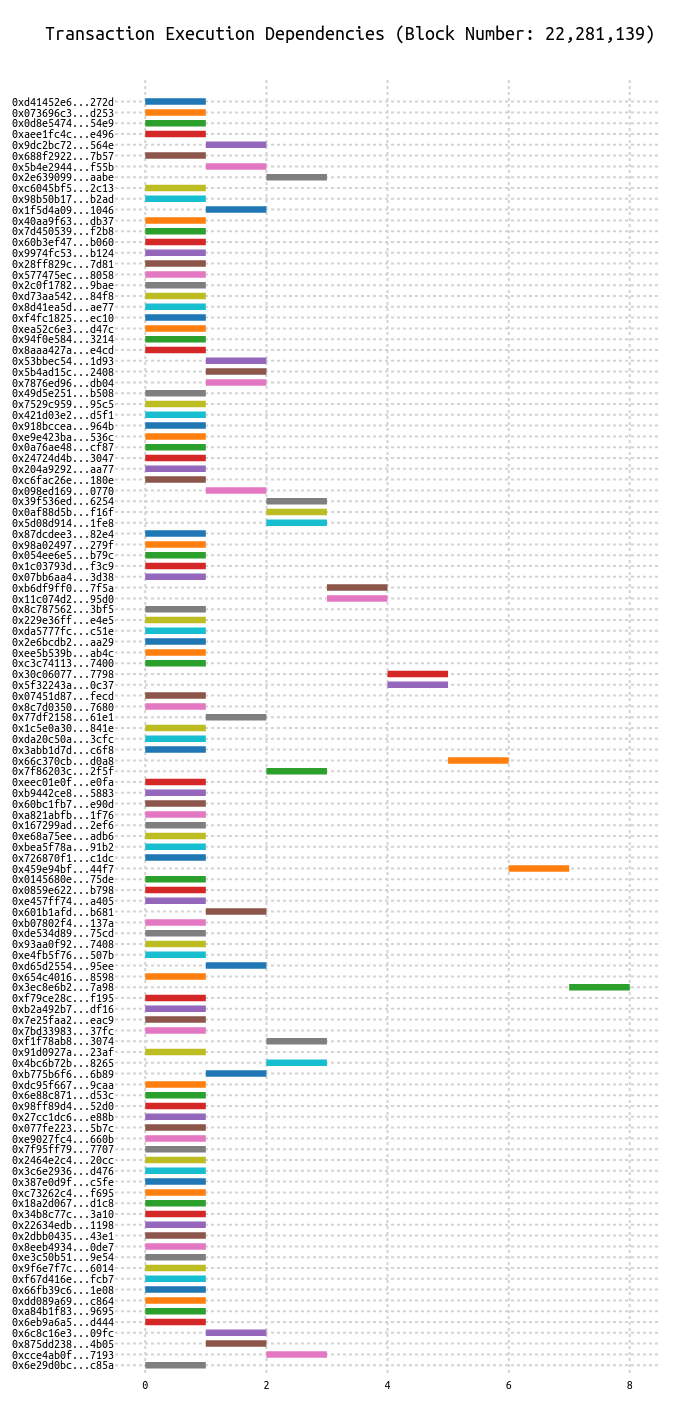 Transaction Execution Dependencies (Block Number: 22,281,139)
0xd41452e6...272d
0x073696c3...d253
0x0d8e5474...54e9
0xaee1fc4c...e496
0x9dc2bc72...564e
0x688f2922...7b57
0x5b4e2944...f55b
0x2e639099...aabe
0xc6045bf5...2c13
0x98b50b17...b2ad
0x1f5d4a09...1046
0x40aa9f63...db37
0x7d450539...f2b8
0x60b3ef47...b060
0x9974fc53...b124
0x28ff829c...7d81
0x577475ec...8058
0x2c0f1782...9bae
0xd73aa542...84f8
0x8d41ea5d...ae77
0xf4fc1825...ec10
0xea52c6e3...d47c
0x94f0e584...3214
0x8aaa427a...e4cd
0x53bbec54...1d93
0x5b4ad15c...2408
0x7876ed96...db04
0x49d5e251...b508
0x7529c959...95c5
0x421d03e2...d5f1
0x918bccea...964b
0xe9e423ba...536c
0x0a76ae48...cf87
0x24724d4b...3047
0x204a9292...aa77
0xc6fac26e...180e
0x098ed169...0770
0x39f536ed...6254
0x0af88d5b...f16f
0x5d08d914...1fe8
0x87dcdee3...82e4
0x98a02497...279f
0x054ee6e5...b79c
0x1c03793d...f3c9
0x07bb6aa4...3d38
0xb6df9ff0...7f5a
0x11c074d2...95d0
0x8c787562...3bf5
0x229e36ff...e4e5
0xda5777fc...c51e
0x2e6bcdb2...aa29
0xee5b539b...ab4c
0xc3c74113...7400
0x30c06077...7798
0x5f32243a...0c37
0x07451d87...fecd
0x8c7d0350...7680
0x77df2158...61e1
0x1c5e0a30...841e
0xda20c50a...3cfc
0x3abb1d7d...c6f8
0x66c370cb...d0a8
0x7f86203c...2f5f
0xeec01e0f...e0fa
0xb9442ce8...5883
0x60bc1fb7...e90d
0xa821abfb...1f76
0x167299ad...2ef6
0xe68a75ee...adb6
0xbea5f78a...91b2
0x726870f1...c1dc
0x459e94bf...44f7
0x0145680e...75de
0x0859e622...b798
0xe457ff74...a405
0x601b1afd...b681
0xb07802f4...137a
0xde534d89...75cd
0x93aa0f92...7408
0xe4fb5f76...507b
0xd65d2554...95ee
0x654c4016...8598
0x3ec8e6b2...7a98
0xf79ce28c...f195
0xb2a492b7...df16
0x7e25faa2...eac9
0x7bd33983...37fc
0xf1f78ab8...3074
0x91d0927a...23af
0x4bc6b72b...8265
0xb775b6f6...6b89
0xdc95f667...9caa
0x6e88c871...d53c
0x98ff89d4...52d0
0x27cc1dc6...e88b
0x077fe223...5b7c
0xe9027fc4...660b
0x7f95ff79...7707
0x2464e2c4...20cc
0x3c6e2936...d476
0x387e0d9f...c5fe
0xc73262c4...f695
0x18a2d067...d1c8
0x34b8c77c...3a10
0x22634edb...1198
0x2dbb0435...43e1
0x8eeb4934...0de7
0xe3c50b51...9e54
0x9f6e7f7c...6014
0xf67d416e...fcb7
0x66fb39c6...1e08
0xdd089a69...c864
0xa84b1f83...9695
0x6eb9a6a5...d444
0x6c8c16e3...09fc
0x875dd238...4b05
0xcce4ab0f...7193
0x6e29d0bc...c85a
0 2 4 6 8